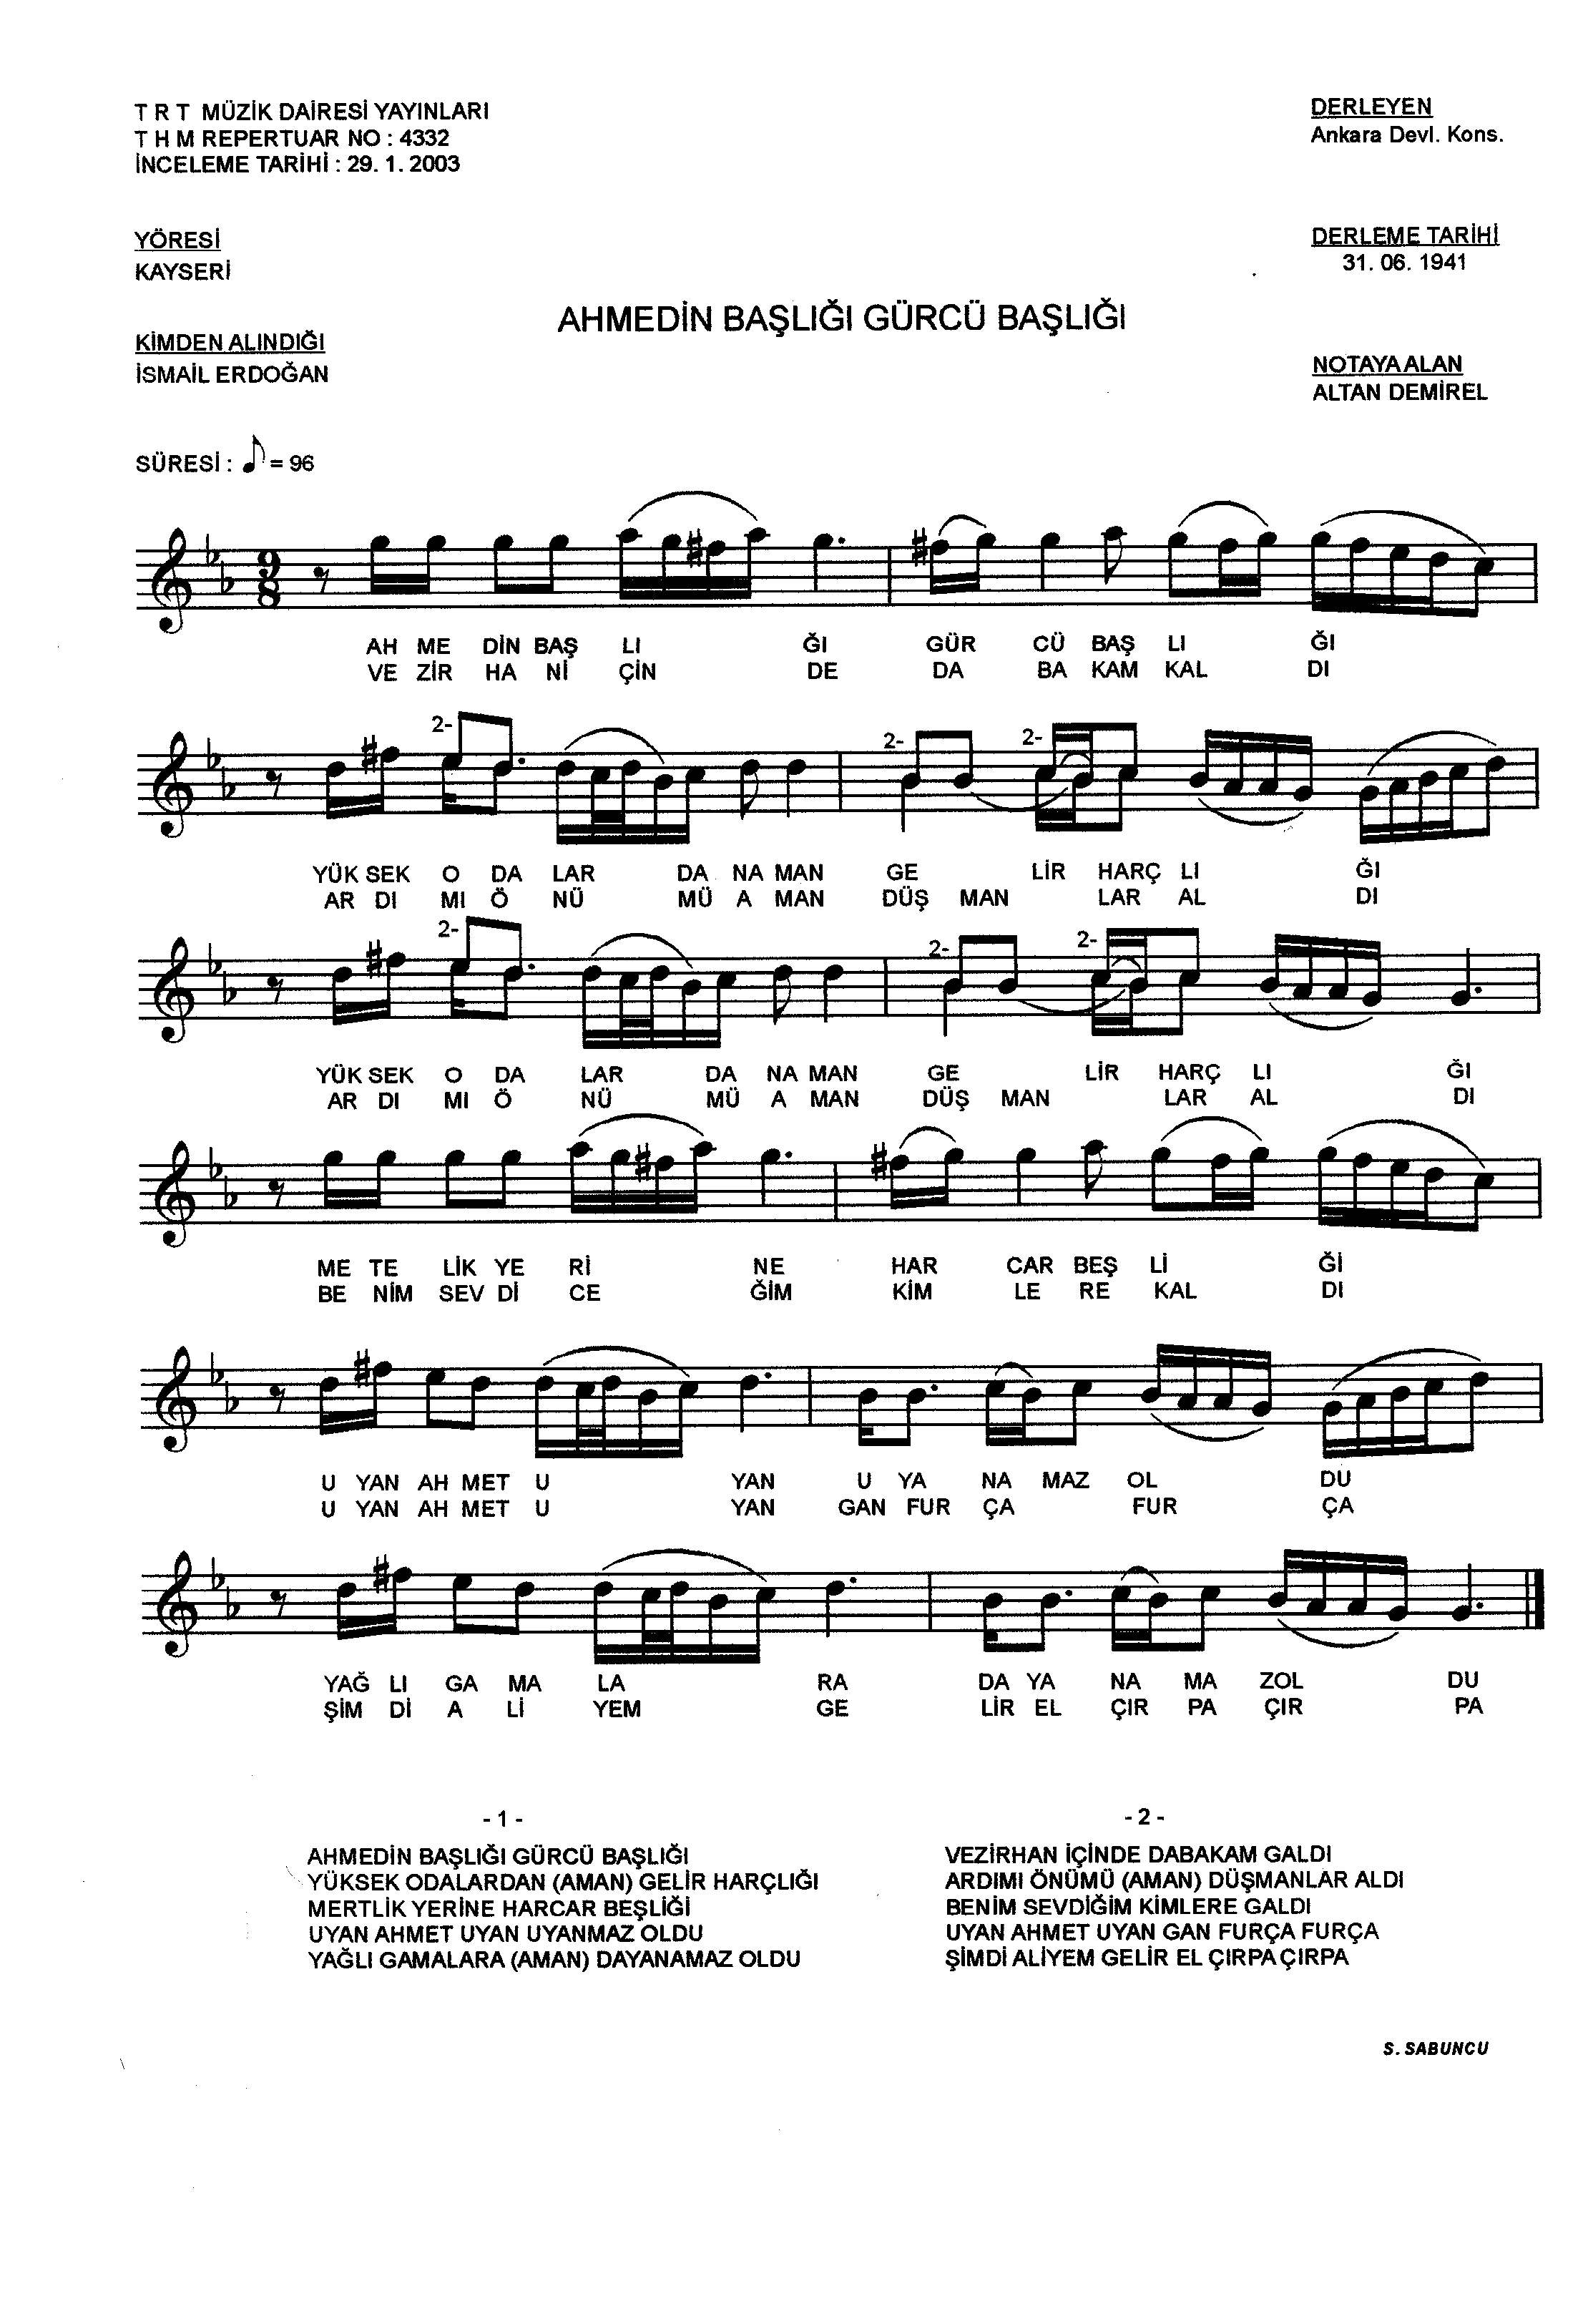 T R T MÜZİK DAİRESİ YAYINLARI
T H M REPERTUAR NO : 4332
İNCELEME TARİHİ : 29. 1. 2003
DERLEYEN
Ankara Devl. Kons.
YÖRESİ
KAYSERİ
DERLEME TARİHİ
31. 06. 1941
AHMEDİN BAŞLIĞI GÜRCÜ BAŞLIĞI
KİMDEN ALINDIĞI
İSMAİL ERDOĞAN
NOTAYA ALAN
ALTAN DEMİREL
SÜRESİ : ♪ = 96
9
8
AH ME DİN BAŞ LI ĞI GÜR CÜ BAŞ LI ĞI
VE ZİR HA Nİ ÇİN DE DA BA KAM KAL DI
2- 2- 2-
YÜK SEK O DA LAR DA NA MAN GE LİR HARÇ LI ĞI
AR DI MI Ö NÜ MÜ A MAN DÜŞ MAN LAR AL DI
2- 2- 2-
YÜK SEK O DA LAR DA NA MAN GE LİR HARÇ LI ĞI
AR DI MI Ö NÜ MÜ A MAN DÜŞ MAN LAR AL DI
ME TE LİK YE Rİ NE HAR CAR BEŞ Lİ Ğİ
BE NİM SEV Dİ CE ĞİM KİM LE RE KAL DI
U YAN AH MET U YAN U YA NA MAZ OL DU
U YAN AH MET U YAN GAN FUR ÇA FUR ÇA
YAĞ LI GA MA LA RA DA YA NA MA ZOL DU
ŞİM Dİ A Lİ YEM GE LİR EL ÇIR PA ÇIR PA
- 1 -
AHMEDİN BAŞLIĞI GÜRCÜ BAŞLIĞI
YÜKSEK ODALARDAN (AMAN) GELİR HARÇLIĞI
MERTLİK YERİNE HARCAR BEŞLİĞİ
UYAN AHMET UYAN UYANMAZ OLDU
YAĞLI GAMALARA (AMAN) DAYANAMAZ OLDU
- 2 -
VEZİRHAN İÇİNDE DABAKAM GALDI
ARDIMI ÖNÜMÜ (AMAN) DÜŞMANLAR ALDI
BENİM SEVDİĞİM KİMLERE GALDI
UYAN AHMET UYAN GAN FURÇA FURÇA
ŞİMDİ ALİYEM GELİR EL ÇIRPA ÇIRPA
S. SABUNCU